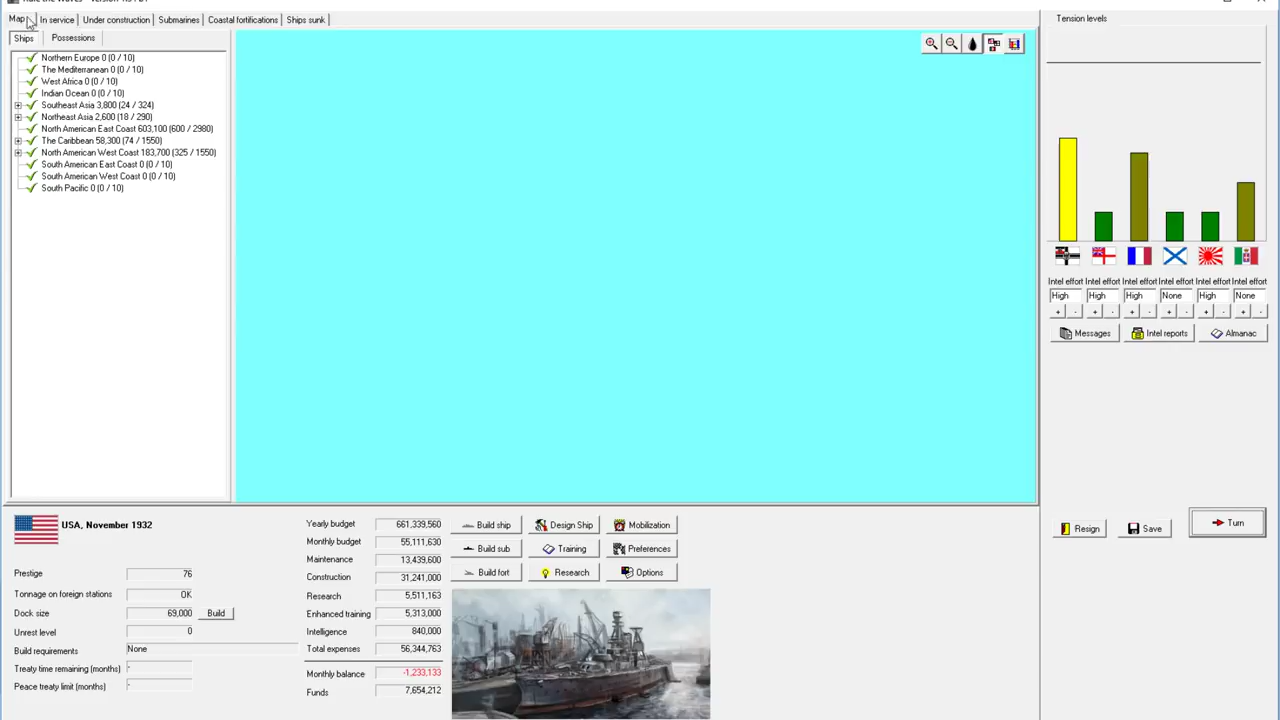 Map
In service
Under construction
Submarines
Coastal fortifications
Ships sunk
Ships
Possessions
Northern Europe 0 (0 / 10)
The Mediterranean 0 (0 / 10)
West Africa 0 (0 / 10)
Indian Ocean 0 (0 / 10)
Southeast Asia 3,800 (24 / 324)
Northeast Asia 2,600 (18 / 290)
North American East Coast 603,100 (600 / 2980)
The Caribbean 58,300 (74 / 1550)
North American West Coast 183,700 (325 / 1550)
South American East Coast 0 (0 / 10)
South American West Coast 0 (0 / 10)
South Pacific 0 (0 / 10)
Tension levels
Intel effort Intel effort Intel effort Intel effort Intel effort Intel effort
High High High None High None
+ - + - + - + - + - + -
Messages
Intel reports
Almanac
Resign
Save
Turn
USA, November 1932
Prestige 76
Tonnage on foreign stations OK
Dock size 69,000 Build
Unrest level 0
Build requirements None
Treaty time remaining (months) -
Peace treaty limit (months) -
Yearly budget 661,339,560
Monthly budget 55,111,630
Maintenance 13,439,600
Construction 31,241,000
Research 5,511,163
Enhanced training 5,313,000
Intelligence 840,000
Total expenses 56,344,763
Monthly balance -1,233,133
Funds 7,654,212
Build ship
Design Ship
Mobilization
Build sub
Training
Preferences
Build fort
Research
Options